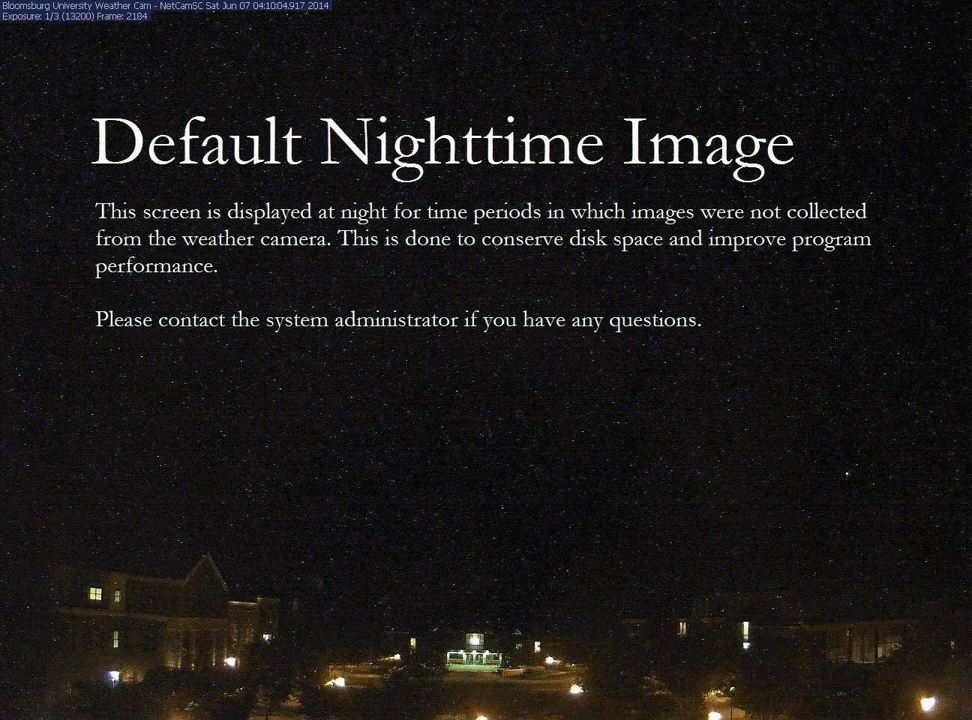 Bloomsburg University Weather Cam - NetCamSC Sat Jun 07 04:10:04.917 2014
Exposure: 1/3 (13200) Frame: 2184
Default Nighttime Image
This screen is displayed at night for time periods in which images were not collected
from the weather camera. This is done to conserve disk space and improve program
performance.
Please contact the system administrator if you have any questions.